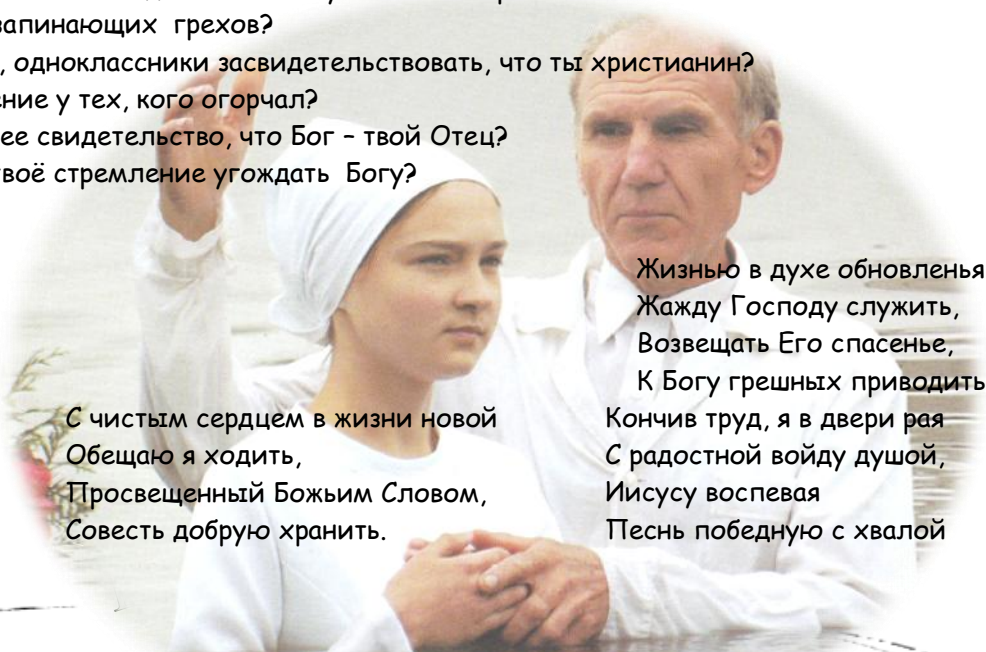 запинающих грехов?
, одноклассники засвидетельствовать, что ты христианин?
ение у тех, кого огорчал?
ее свидетельство, что Бог – твой Отец?
воё стремление угождать Богу?
С чистым сердцем в жизни новой
Обещаю я ходить,
Просвещенный Божьим Словом,
Совесть добрую хранить.
Жизнью в духе обновленья
Жажду Господу служить,
Возвещать Его спасенье,
К Богу грешных приводить
Кончив труд, я в двери рая
С радостной войду душой,
Иисусу воспевая
Песнь победную с хвалой